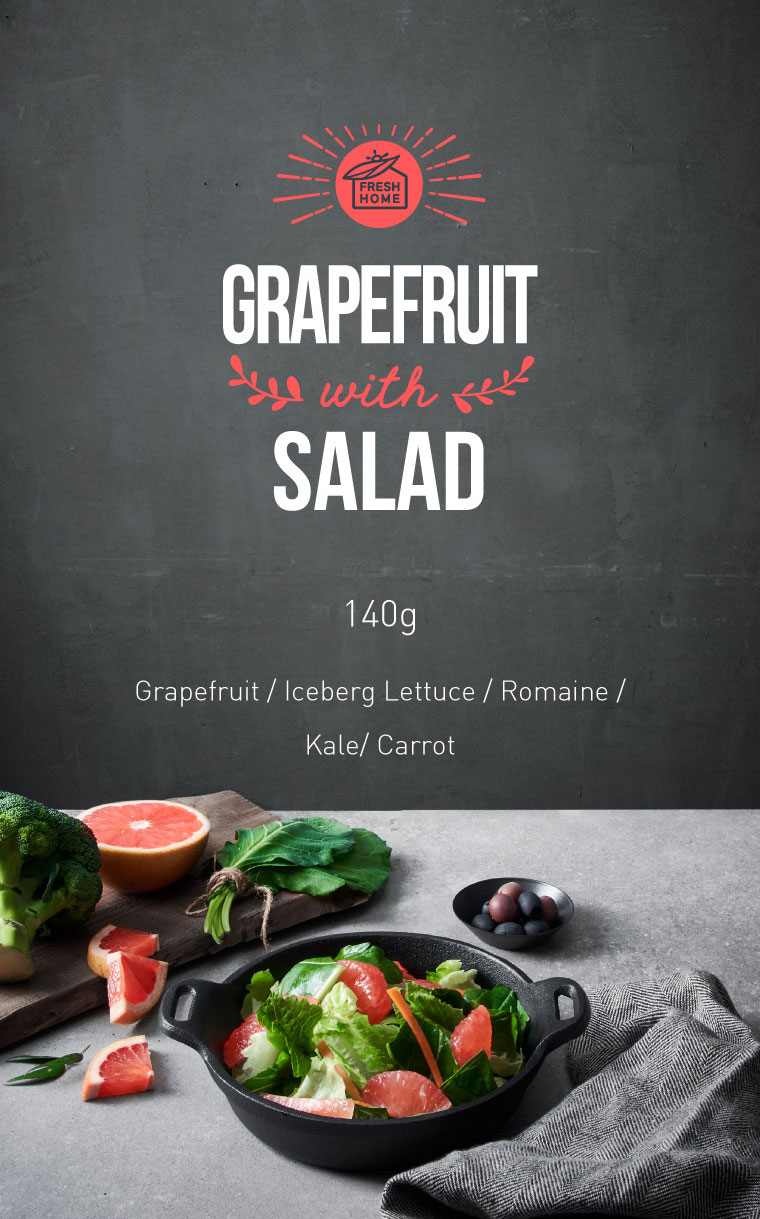 FRESH
HOME
GRAPEFRUIT
with
SALAD
140g
Grapefruit / Iceberg Lettuce / Romaine /
Kale/ Carrot